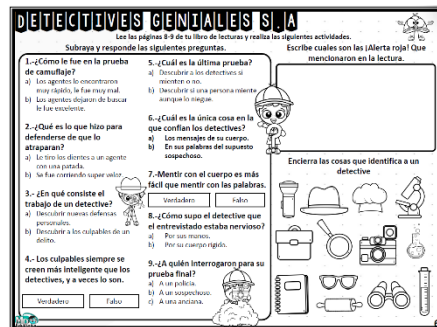 DETECTIVES GENIALES S.A
Lee las páginas 8-9 de tu libro de lecturas y realiza las siguientes actividades.
Subraya y responde las siguientes preguntas.
1.-¿Cómo le fue en la prueba
de camuflaje?
a) Los agentes lo encontraron
muy rápido, le fue muy mal.
b) Los agentes dejaron de buscar
le fue excelente.
2.-¿Qué es lo que hizo para
defenderse de que lo
atraparan?
a) Le tiro los dientes a un agente
con una patada.
b) Se fue corriendo super veloz.
3.- ¿En qué consiste el
trabajo de un detective?
a) Descubrir nuevas defensas
personales.
b) Descubrir a los culpables de un
delito.
4.- Los culpables siempre se
creen más inteligente que los
detectives, y a veces lo son.
Verdadero Falso
5.-¿Cuál es la última prueba?
a) Descubrir a los detectives si
mienten o no.
b) Descubrir si una persona miente
aunque lo niegue.
6.-¿Cuál es la única cosa en la
que confían los detectives?
a) Los mensajes de su cuerpo.
b) En sus palabras del supuesto
sospechoso.
7.-Mentir con el cuerpo es más
fácil que mentir con las palabras.
Verdadero Falso
8.-¿Cómo supo el detective que
el entrevistado estaba nervioso?
a) Por sus manos.
b) Por su cuerpo rígido.
9.-¿A quién interrogaron para su
prueba final?
a) A un policía.
b) A un sospechoso.
c) A una anciana.
Escribe cuales son las ¡Alerta roja! Que
mencionaron en la lectura.
Encierra las cosas que identifica a un
detective